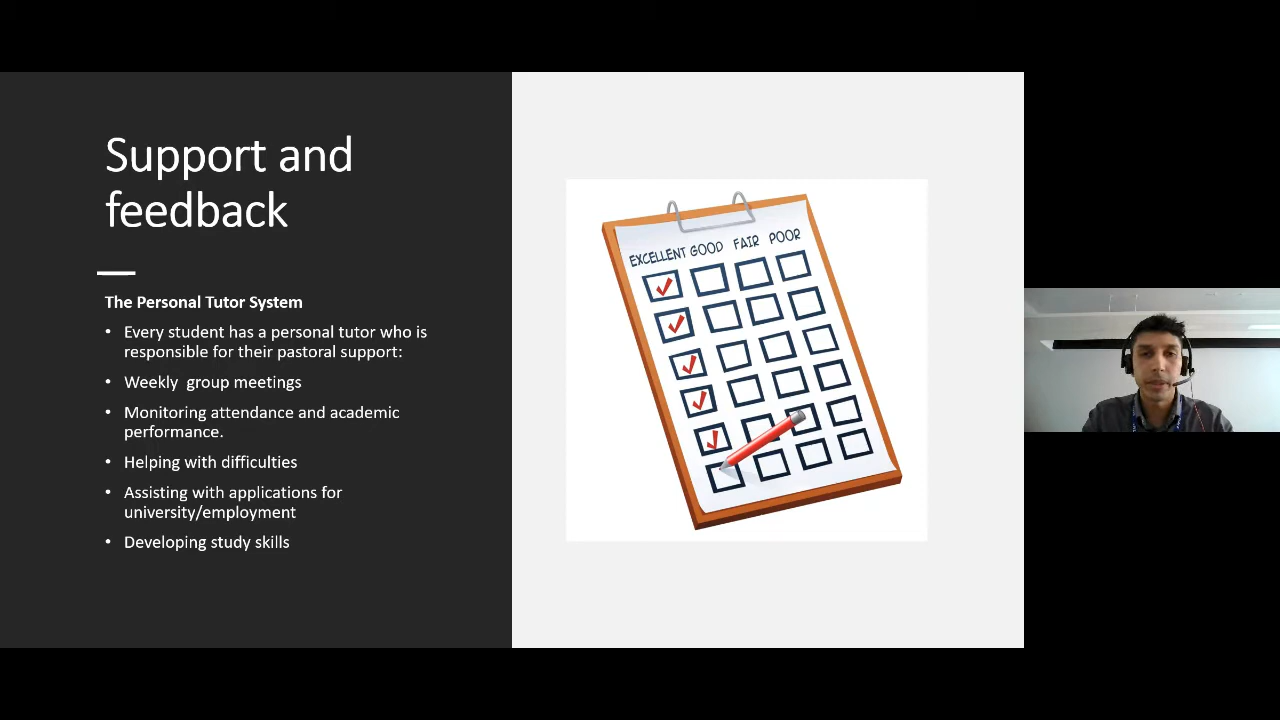 Support and
feedback
The Personal Tutor System
• Every student has a personal tutor who is
responsible for their pastoral support:
• Weekly  group meetings
• Monitoring attendance and academic
performance.
• Helping with difficulties
• Assisting with applications for
university/employment
• Developing study skills
EXCELLENT GOOD FAIR POOR